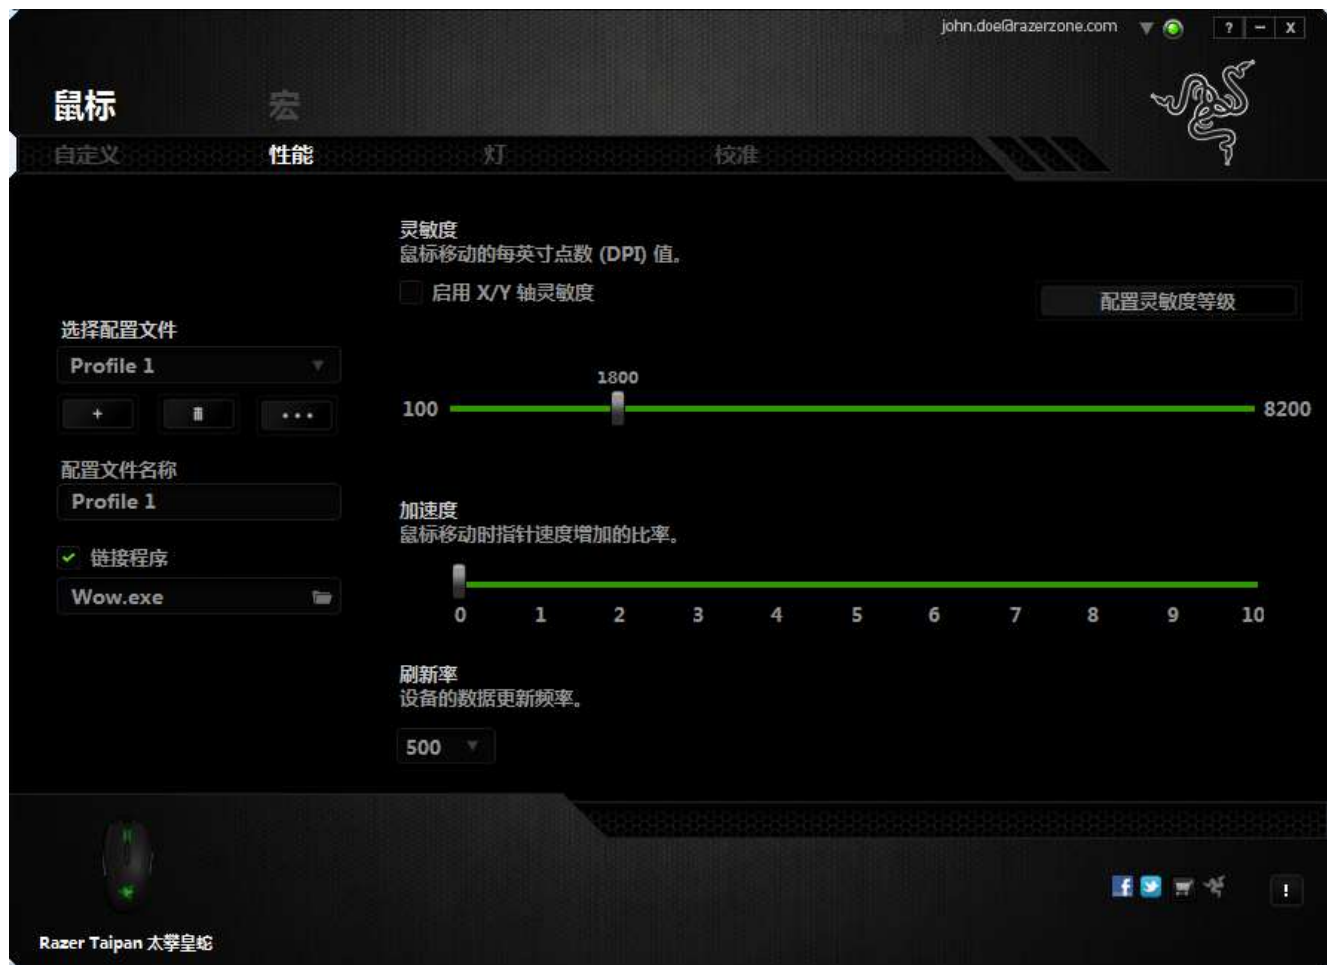 john.doe@razerzone.com
? – X
鼠标 宏
自定义 性能 灯 校准
灵敏度
鼠标移动的每英寸点数 (DPI) 值。
启用 X/Y 轴灵敏度
配置灵敏度等级
选择配置文件
Profile 1
1800
100 8200
+ •••
配置文件名称
Profile 1
链接程序
Wow.exe
加速度
鼠标移动时指针速度增加的比率。
0 1 2 3 4 5 6 7 8 9 10
刷新率
设备的数据更新频率。
500
!
Razer Taipan 太攀皇蛇